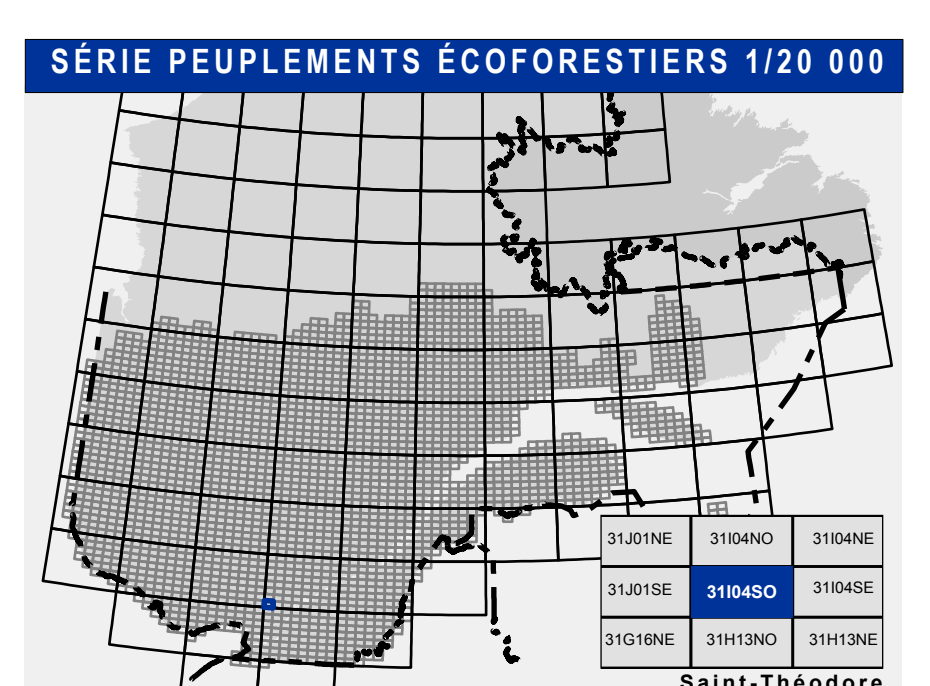 SÉRIE PEUPLEMENTS ÉCOFORESTIERS 1/20 000
31J01NE 31I04NO 31I04NE
31J01SE 31I04SO 31I04SE
31G16NE 31H13NO 31H13NE
Saint-Théodore